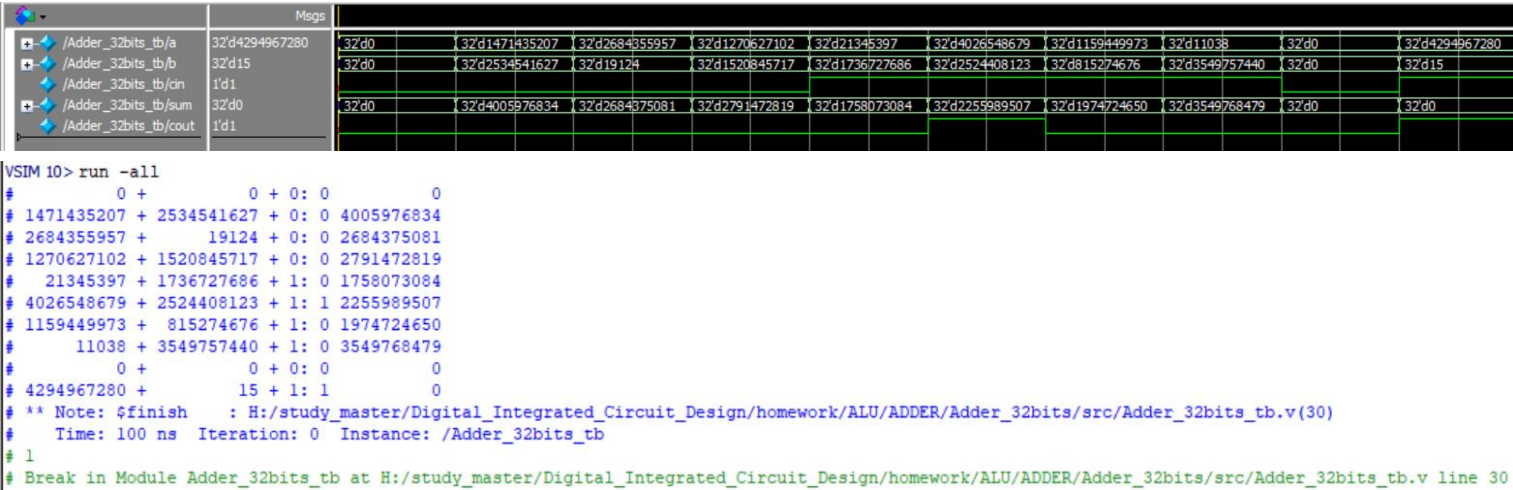 Msgs
/Adder_32bits_tb/a 32'd4294967280 32'd0 32'd1471435207 32'd2684355957 32'd1270627102 32'd21345397 32'd4026548679 32'd1159449973 32'd11038 32'd0 32'd4294967280
/Adder_32bits_tb/b 32'd15 32'd0 32'd2534541627 32'd19124 32'd1520845717 32'd1736727686 32'd2524408123 32'd815274676 32'd3549757440 32'd0 32'd15
/Adder_32bits_tb/cin 1'd1
/Adder_32bits_tb/sum 32'd0 32'd0 32'd4005976834 32'd2684375081 32'd2791472819 32'd1758073084 32'd2255989507 32'd1974724650 32'd3549768479 32'd0 32'd0
/Adder_32bits_tb/cout 1'd1
VSIM 10> run -all
# 0 + 0 + 0: 0 0
# 1471435207 + 2534541627 + 0: 0 4005976834
# 2684355957 + 19124 + 0: 0 2684375081
# 1270627102 + 1520845717 + 0: 0 2791472819
# 21345397 + 1736727686 + 1: 0 1758073084
# 4026548679 + 2524408123 + 1: 1 2255989507
# 1159449973 + 815274676 + 1: 0 1974724650
# 11038 + 3549757440 + 1: 0 3549768479
# 0 + 0 + 0: 0 0
# 4294967280 + 15 + 1: 1 0
# ** Note: $finish : H:/study_master/Digital_Integrated_Circuit_Design/homework/ALU/ADDER/Adder_32bits/src/Adder_32bits_tb.v(30)
# Time: 100 ns Iteration: 0 Instance: /Adder_32bits_tb
# 1
# Break in Module Adder_32bits_tb at H:/study_master/Digital_Integrated_Circuit_Design/homework/ALU/ADDER/Adder_32bits/src/Adder_32bits_tb.v line 30